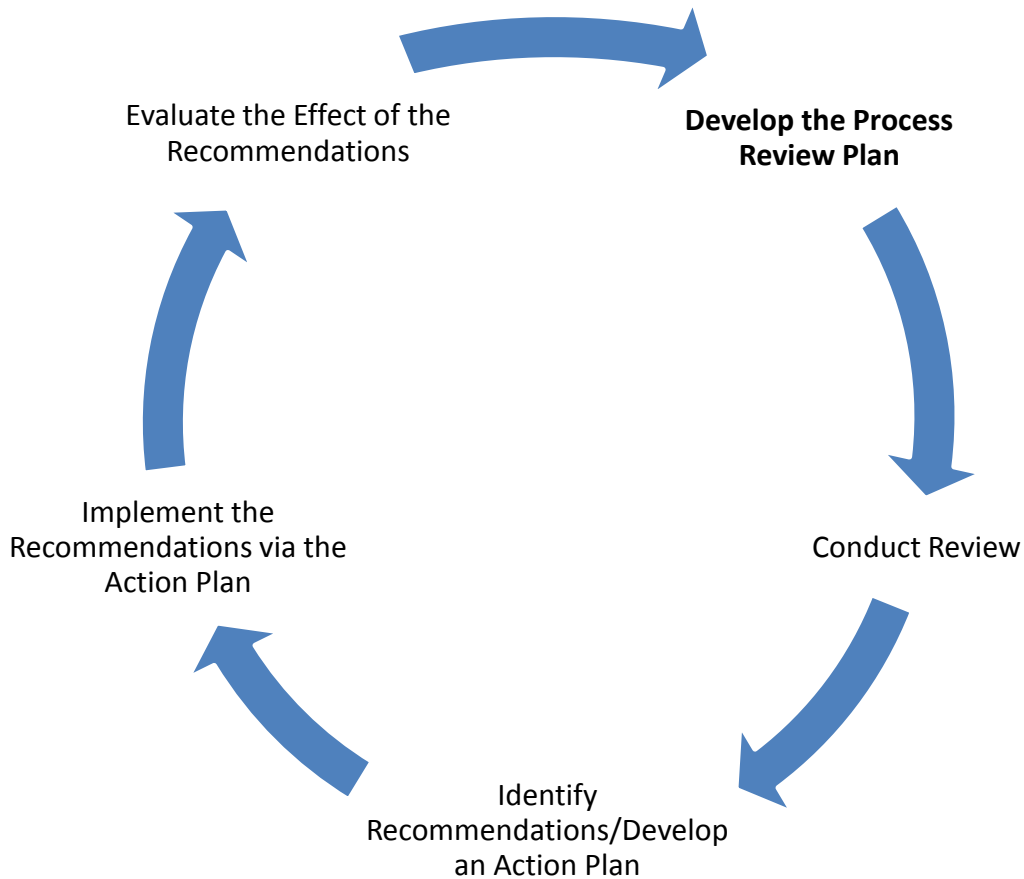 Evaluate the Effect of the
Recommendations
Develop the Process
Review Plan
Conduct Review
Identify
Recommendations/Develop
an Action Plan
Implement the
Recommendations via the
Action Plan